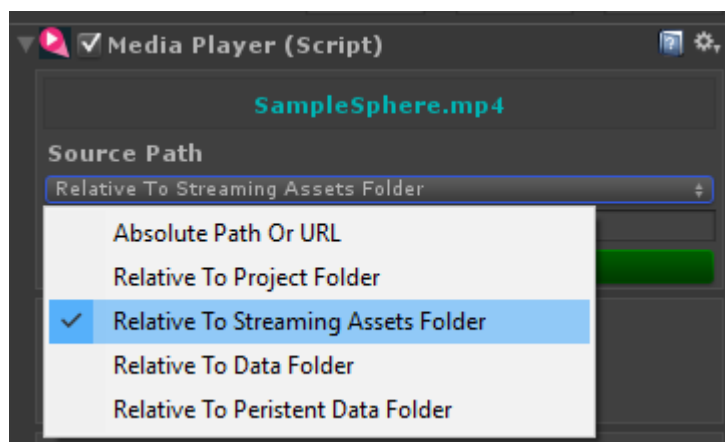 Media Player (Script)
SampleSphere.mp4
Source Path
Relative To Streaming Assets Folder
Absolute Path Or URL
Relative To Project Folder
Relative To Streaming Assets Folder
Relative To Data Folder
Relative To Peristent Data Folder